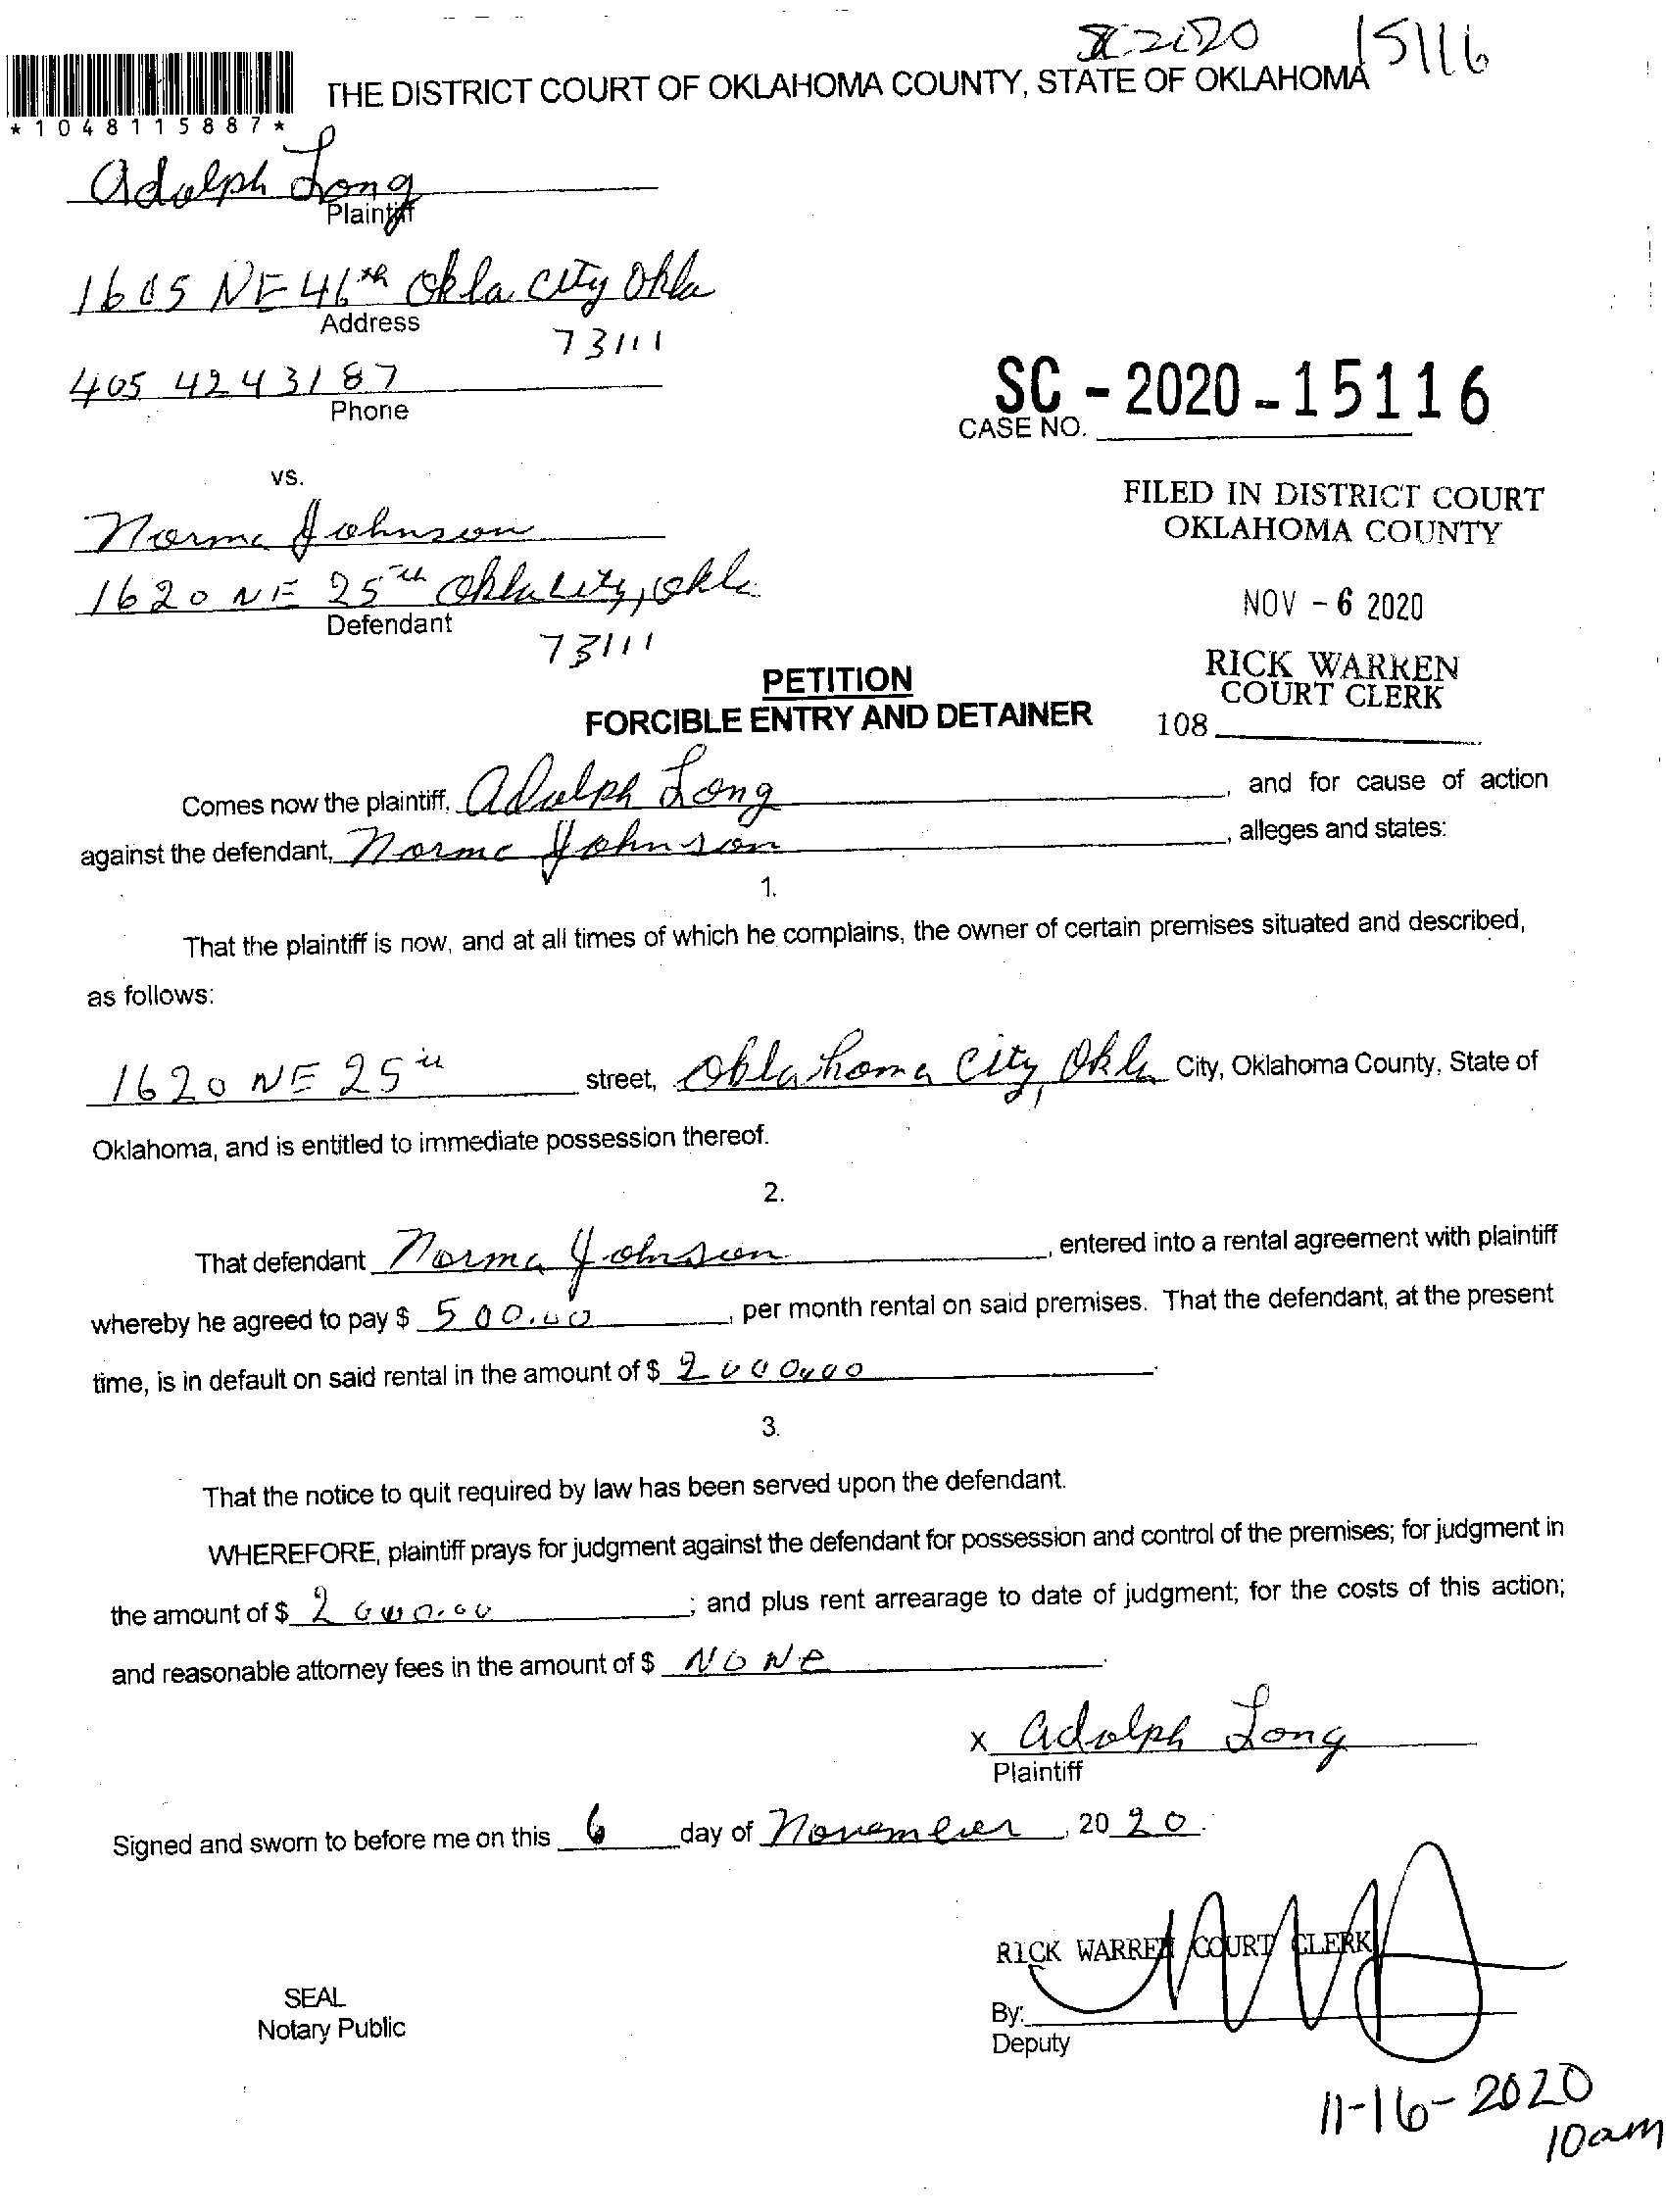 SC 2020 15116
THE DISTRICT COURT OF OKLAHOMA COUNTY, STATE OF OKLAHOMA
*1048115887*
Adolph Long
Plaintiff
1605 NE 46th Okla City Okla
Address
73111
405 424 3187
Phone
SC - 2020 - 15116
CASE NO.
vs.
FILED IN DISTRICT COURT
OKLAHOMA COUNTY
Norma Johnson
1620 NE 25th Okla City, Okla
Defendant
73111
NOV - 6 2020
RICK WARREN
COURT CLERK
108
PETITION
FORCIBLE ENTRY AND DETAINER
Comes now the plaintiff, Adolph Long, and for cause of action
against the defendant, Norma Johnson, alleges and states:
1.
That the plaintiff is now, and at all times of which he complains, the owner of certain premises situated and described,
as follows:
1620 NE 25th street, Oklahoma City, Okla City, Oklahoma County, State of
Oklahoma, and is entitled to immediate possession thereof.
2.
That defendant Norma Johnson, entered into a rental agreement with plaintiff
whereby he agreed to pay $ 500.00, per month rental on said premises. That the defendant, at the present
time, is in default on said rental in the amount of $ 2000.00.
3.
That the notice to quit required by law has been served upon the defendant.
WHEREFORE, plaintiff prays for judgment against the defendant for possession and control of the premises; for judgment in
the amount of $ 2000.00; and plus rent arrearage to date of judgment; for the costs of this action;
and reasonable attorney fees in the amount of $ NONe.
x Adolph Long
Plaintiff
Signed and sworn to before me on this 6 day of November, 2020.
RICK WARREN COURT CLERK
SEAL
Notary Public
By:
Deputy
11-16-2020
10am